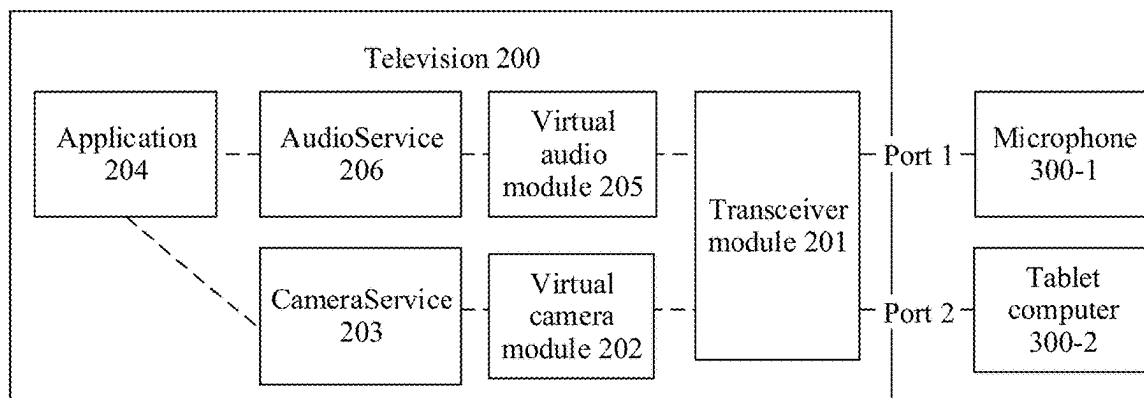 Television 200
Application
204
AudioService
206
Virtual
audio
module 205
Transceiver
module 201
Port 1
Microphone
300-1
CameraService
203
Virtual
camera
module 202
Port 2
Tablet
computer
300-2